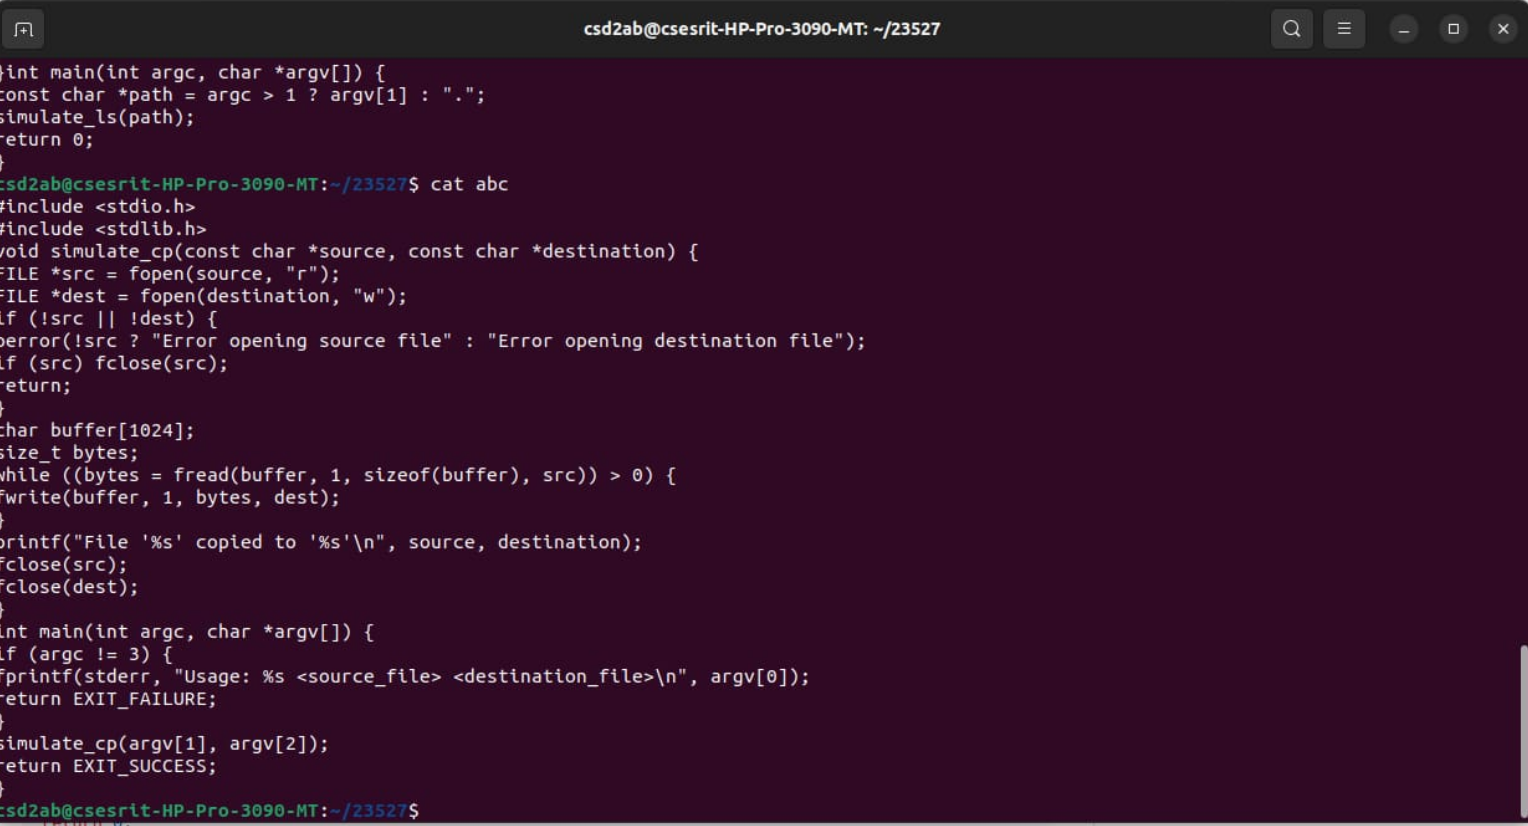 csd2ab@csesrit-HP-Pro-3090-MT: ~/23527
}int main(int argc, char *argv[]) {
const char *path = argc > 1 ? argv[1] : ".";
simulate_ls(path);
return 0;
}
csd2ab@csesrit-HP-Pro-3090-MT:~/23527$ cat abc
#include <stdio.h>
#include <stdlib.h>
void simulate_cp(const char *source, const char *destination) {
FILE *src = fopen(source, "r");
FILE *dest = fopen(destination, "w");
if (!src || !dest) {
perror(!src ? "Error opening source file" : "Error opening destination file");
if (src) fclose(src);
return;
}
char buffer[1024];
size_t bytes;
while ((bytes = fread(buffer, 1, sizeof(buffer), src)) > 0) {
fwrite(buffer, 1, bytes, dest);
}
printf("File '%s' copied to '%s'\n", source, destination);
fclose(src);
fclose(dest);
}
int main(int argc, char *argv[]) {
if (argc != 3) {
fprintf(stderr, "Usage: %s <source_file> <destination_file>\n", argv[0]);
return EXIT_FAILURE;
}
simulate_cp(argv[1], argv[2]);
return EXIT_SUCCESS;
}
csd2ab@csesrit-HP-Pro-3090-MT:~/23527$